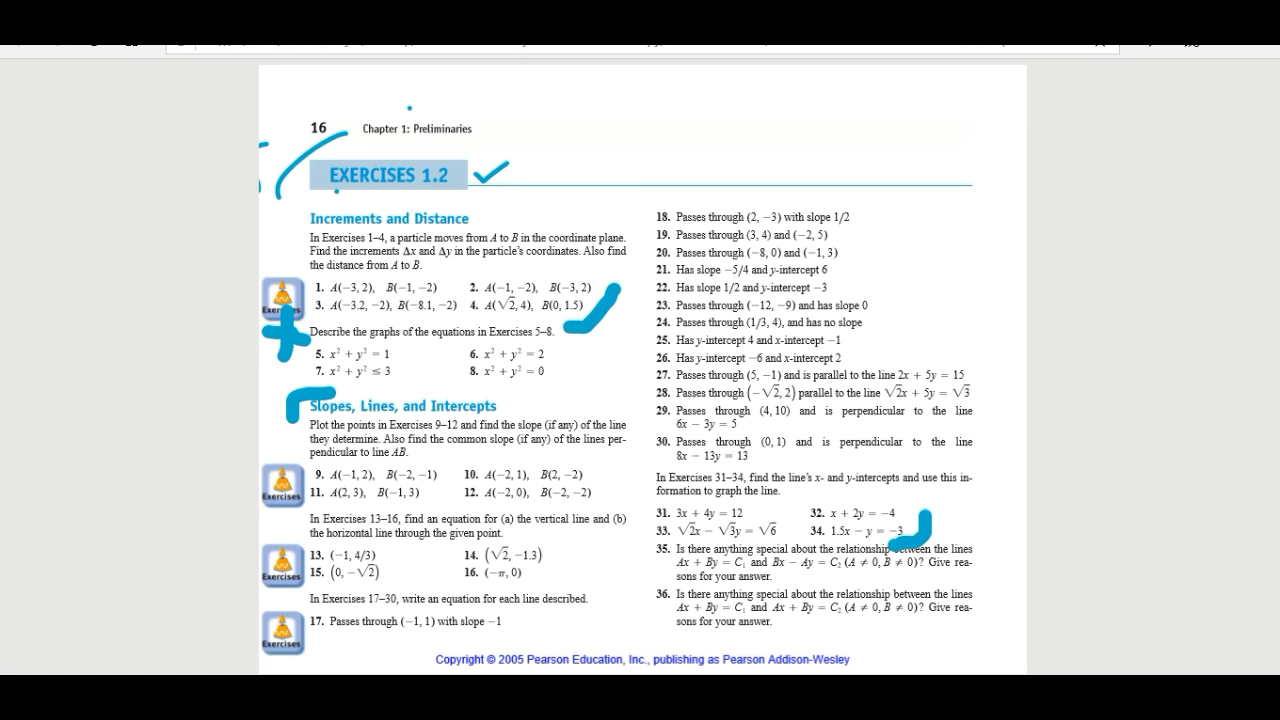 16 Chapter 1: Preliminaries
EXERCISES 1.2
Increments and Distance
In Exercises 1–4, a particle moves from A to B in the coordinate plane.
Find the increments Δx and Δy in the particle's coordinates. Also find
the distance from A to B.
1. A(−3, 2), B(−1, −2) 2. A(−1, −2), B(−3, 2)
3. A(−3.2, −2), B(−8.1, −2) 4. A(√2, 4), B(0, 1.5)
Describe the graphs of the equations in Exercises 5–8.
5. x² + y² = 1 6. x² + y² = 2
7. x² + y² ≤ 3 8. x² + y² = 0
Slopes, Lines, and Intercepts
Plot the points in Exercises 9–12 and find the slope (if any) of the line
they determine. Also find the common slope (if any) of the lines per-
pendicular to line AB.
Exercises
9. A(−1, 2), B(−2, −1) 10. A(−2, 1), B(2, −2)
11. A(2, 3), B(−1, 3) 12. A(−2, 0), B(−2, −2)
In Exercises 13–16, find an equation for (a) the vertical line and (b)
the horizontal line through the given point.
Exercises
13. (−1, 4/3) 14. (√2, −1.3)
15. (0, −√2) 16. (−π, 0)
In Exercises 17–30, write an equation for each line described.
Exercises
17. Passes through (−1, 1) with slope −1
18. Passes through (2, −3) with slope 1/2
19. Passes through (3, 4) and (−2, 5)
20. Passes through (−8, 0) and (−1, 3)
21. Has slope −5/4 and y-intercept 6
22. Has slope 1/2 and y-intercept −3
23. Passes through (−12, −9) and has slope 0
24. Passes through (1/3, 4), and has no slope
25. Has y-intercept 4 and x-intercept −1
26. Has y-intercept −6 and x-intercept 2
27. Passes through (5, −1) and is parallel to the line 2x + 5y = 15
28. Passes through (−√2, 2) parallel to the line √2x + 5y = √3
29. Passes through (4, 10) and is perpendicular to the line
6x − 3y = 5
30. Passes through (0, 1) and is perpendicular to the line
8x − 13y = 13
In Exercises 31–34, find the line's x- and y-intercepts and use this in-
formation to graph the line.
31. 3x + 4y = 12 32. x + 2y = −4
33. √2x − √3y = √6 34. 1.5x − y = −3
35. Is there anything special about the relationship between the lines
Ax + By = C₁ and Bx − Ay = C₂ (A ≠ 0, B ≠ 0)? Give rea-
sons for your answer.
36. Is there anything special about the relationship between the lines
Ax + By = C₁ and Ax + By = C₂ (A ≠ 0, B ≠ 0)? Give rea-
sons for your answer.
Copyright © 2005 Pearson Education, Inc., publishing as Pearson Addison-Wesley